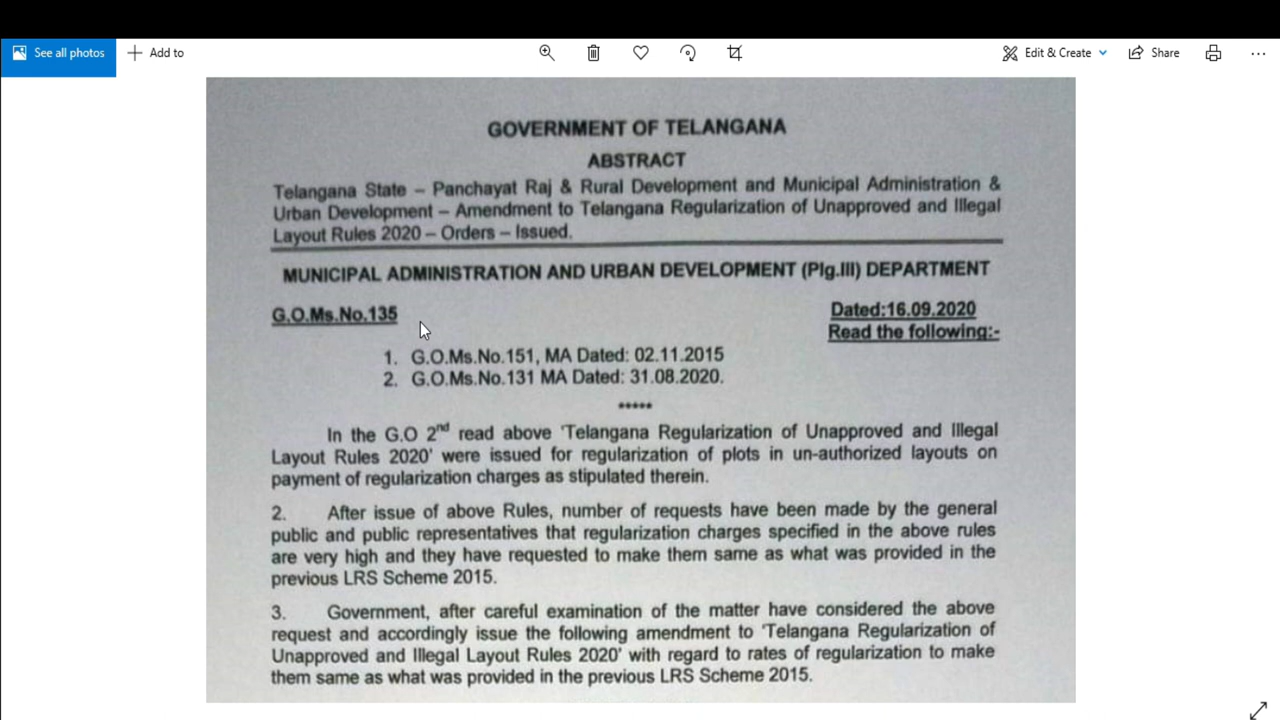 See all photos
Add to
Edit & Create
Share
GOVERNMENT OF TELANGANA
ABSTRACT
Telangana State – Panchayat Raj & Rural Development and Municipal Administration &
Urban Development – Amendment to Telangana Regularization of Unapproved and Illegal
Layout Rules 2020 – Orders – Issued.
MUNICIPAL ADMINISTRATION AND URBAN DEVELOPMENT (Plg.III) DEPARTMENT
G.O.Ms.No.135
Dated:16.09.2020
Read the following:-
1. G.O.Ms.No.151, MA Dated: 02.11.2015
2. G.O.Ms.No.131 MA Dated: 31.08.2020.
*****
In the G.O 2nd read above 'Telangana Regularization of Unapproved and Illegal
Layout Rules 2020' were issued for regularization of plots in un-authorized layouts on
payment of regularization charges as stipulated therein.
2. After issue of above Rules, number of requests have been made by the general
public and public representatives that regularization charges specified in the above rules
are very high and they have requested to make them same as what was provided in the
previous LRS Scheme 2015.
3. Government, after careful examination of the matter have considered the above
request and accordingly issue the following amendment to 'Telangana Regularization of
Unapproved and Illegal Layout Rules 2020' with regard to rates of regularization to make
them same as what was provided in the previous LRS Scheme 2015.